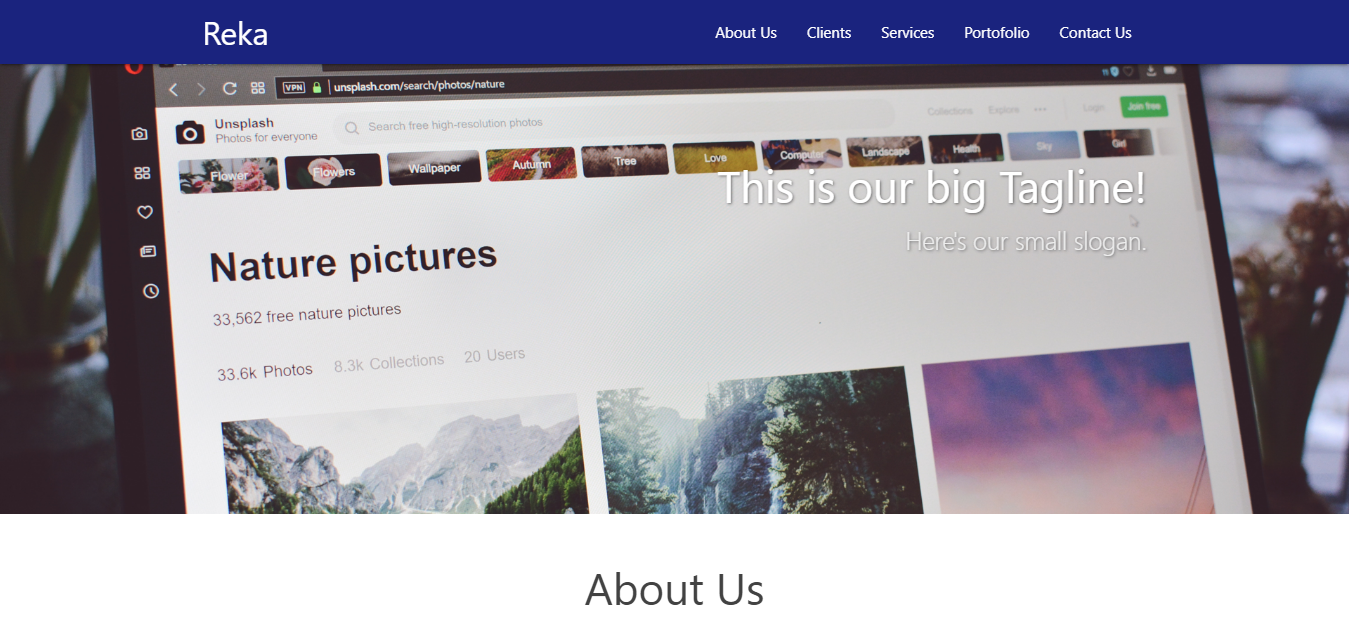 Reka
About Us Clients Services Portofolio Contact Us
VPN unsplash.com/search/photos/nature
Unsplash
Photos for everyone
Search free high-resolution photos
Collections Explore Login Join free
Flower Flowers Wallpaper Autumn Tree Love Computer Landscape Health Sky Girl
This is our big Tagline!
Here's our small slogan.
Nature pictures
33,562 free nature pictures
33.6k Photos 8.3k Collections 20 Users
About Us